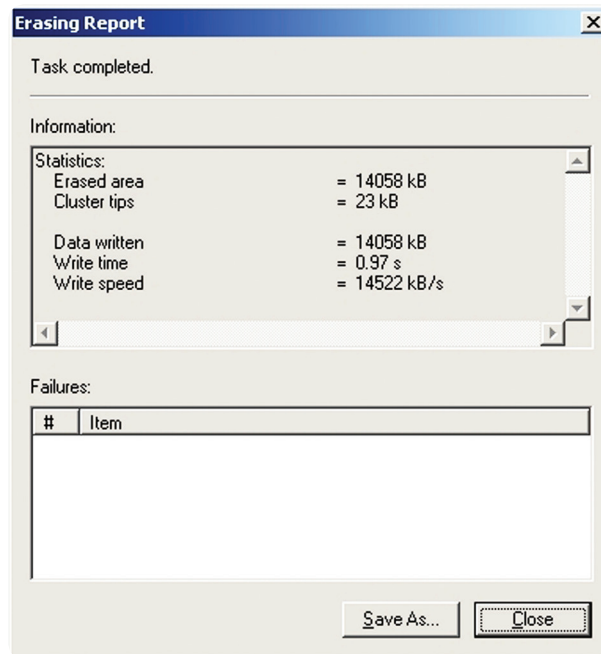 Erasing Report
Task completed.
Information:
Statistics:
Erased area = 14058 kB
Cluster tips = 23 kB
Data written = 14058 kB
Write time = 0.97 s
Write speed = 14522 kB/s
Failures:
# Item
Save As... Close